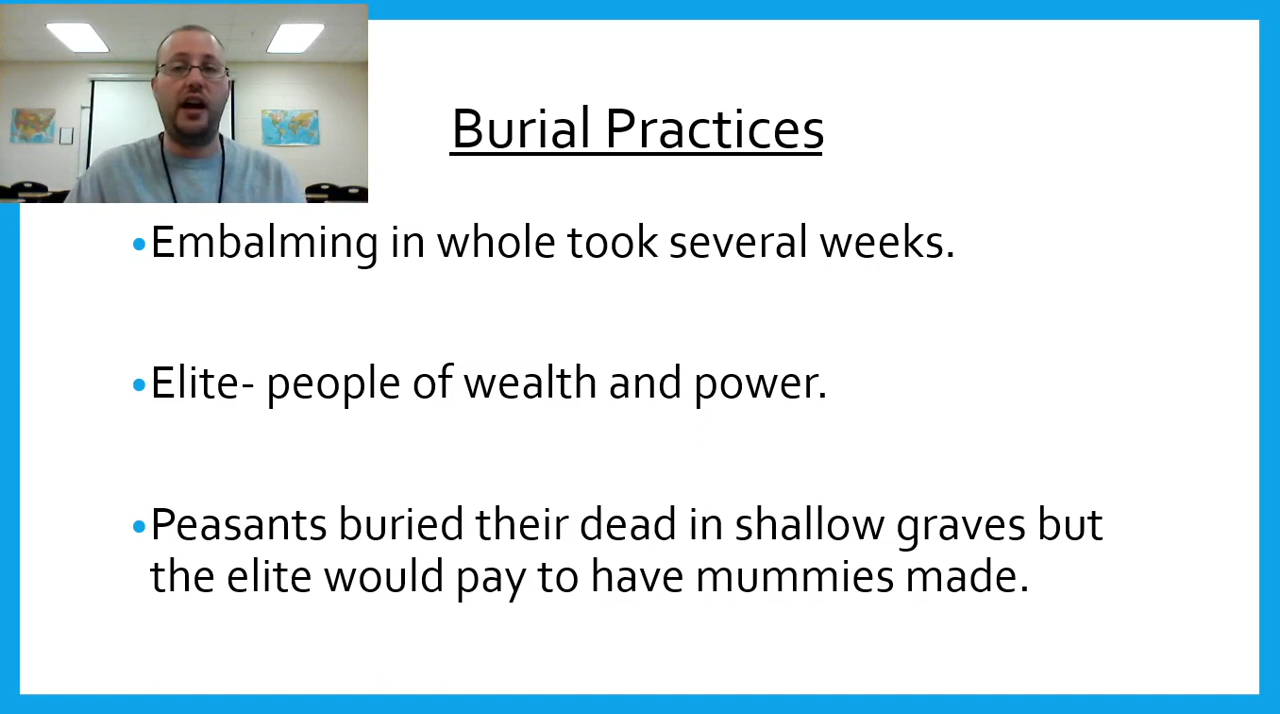 Burial Practices
•Embalming in whole took several weeks.
•Elite- people of wealth and power.
•Peasants buried their dead in shallow graves but
the elite would pay to have mummies made.